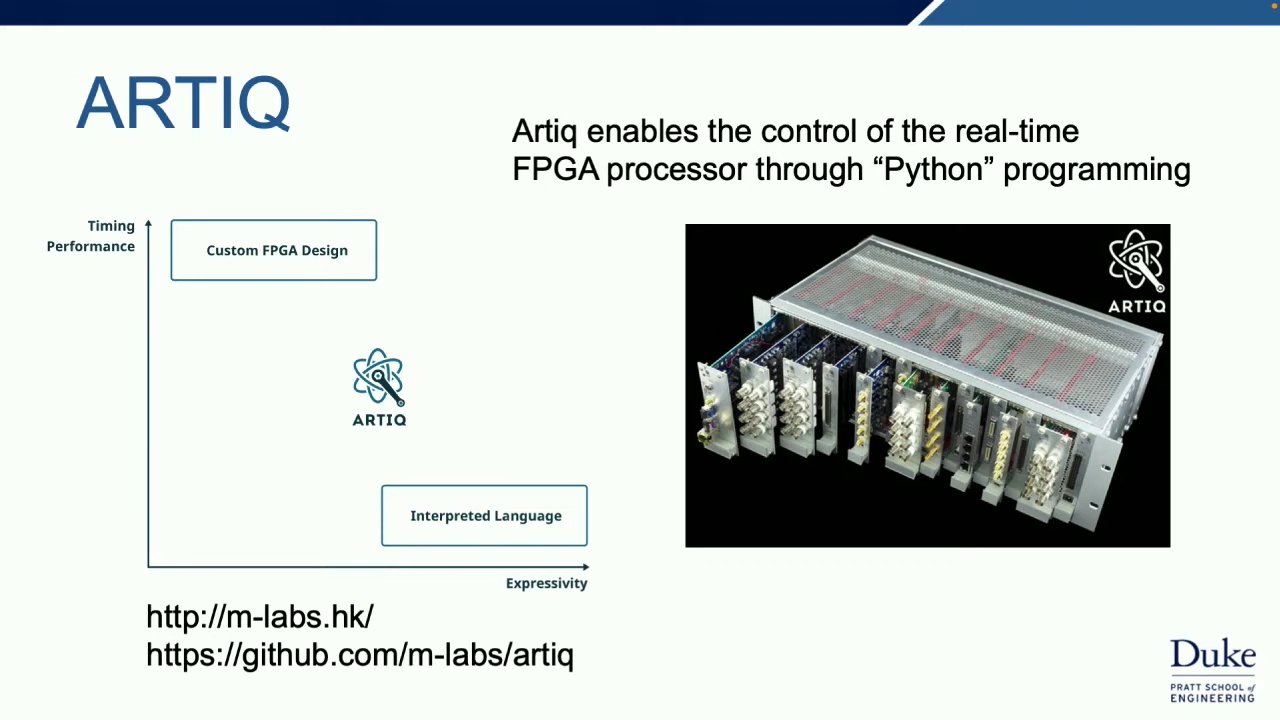 ARTIQ
Artiq enables the control of the real-time
FPGA processor through “Python” programming
Timing
Performance
Custom FPGA Design
ARTIQ
Interpreted Language
Expressivity
ARTIQ
http://m-labs.hk/
https://github.com/m-labs/artiq
Duke
PRATT SCHOOL of
ENGINEERING